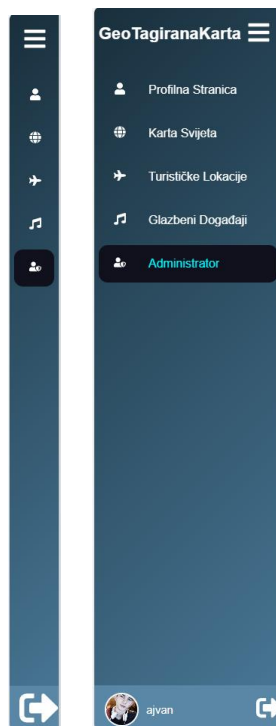 GeoTagiranaKarta
Profilna Stranica
Karta Svijeta
Turističke Lokacije
Glazbeni Događaji
Administrator
ajvan